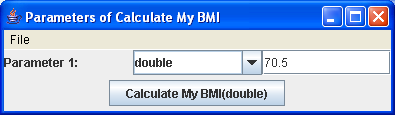 Parameters of Calculate My BMI
File
Parameter 1: double 70.5
Calculate My BMI(double)